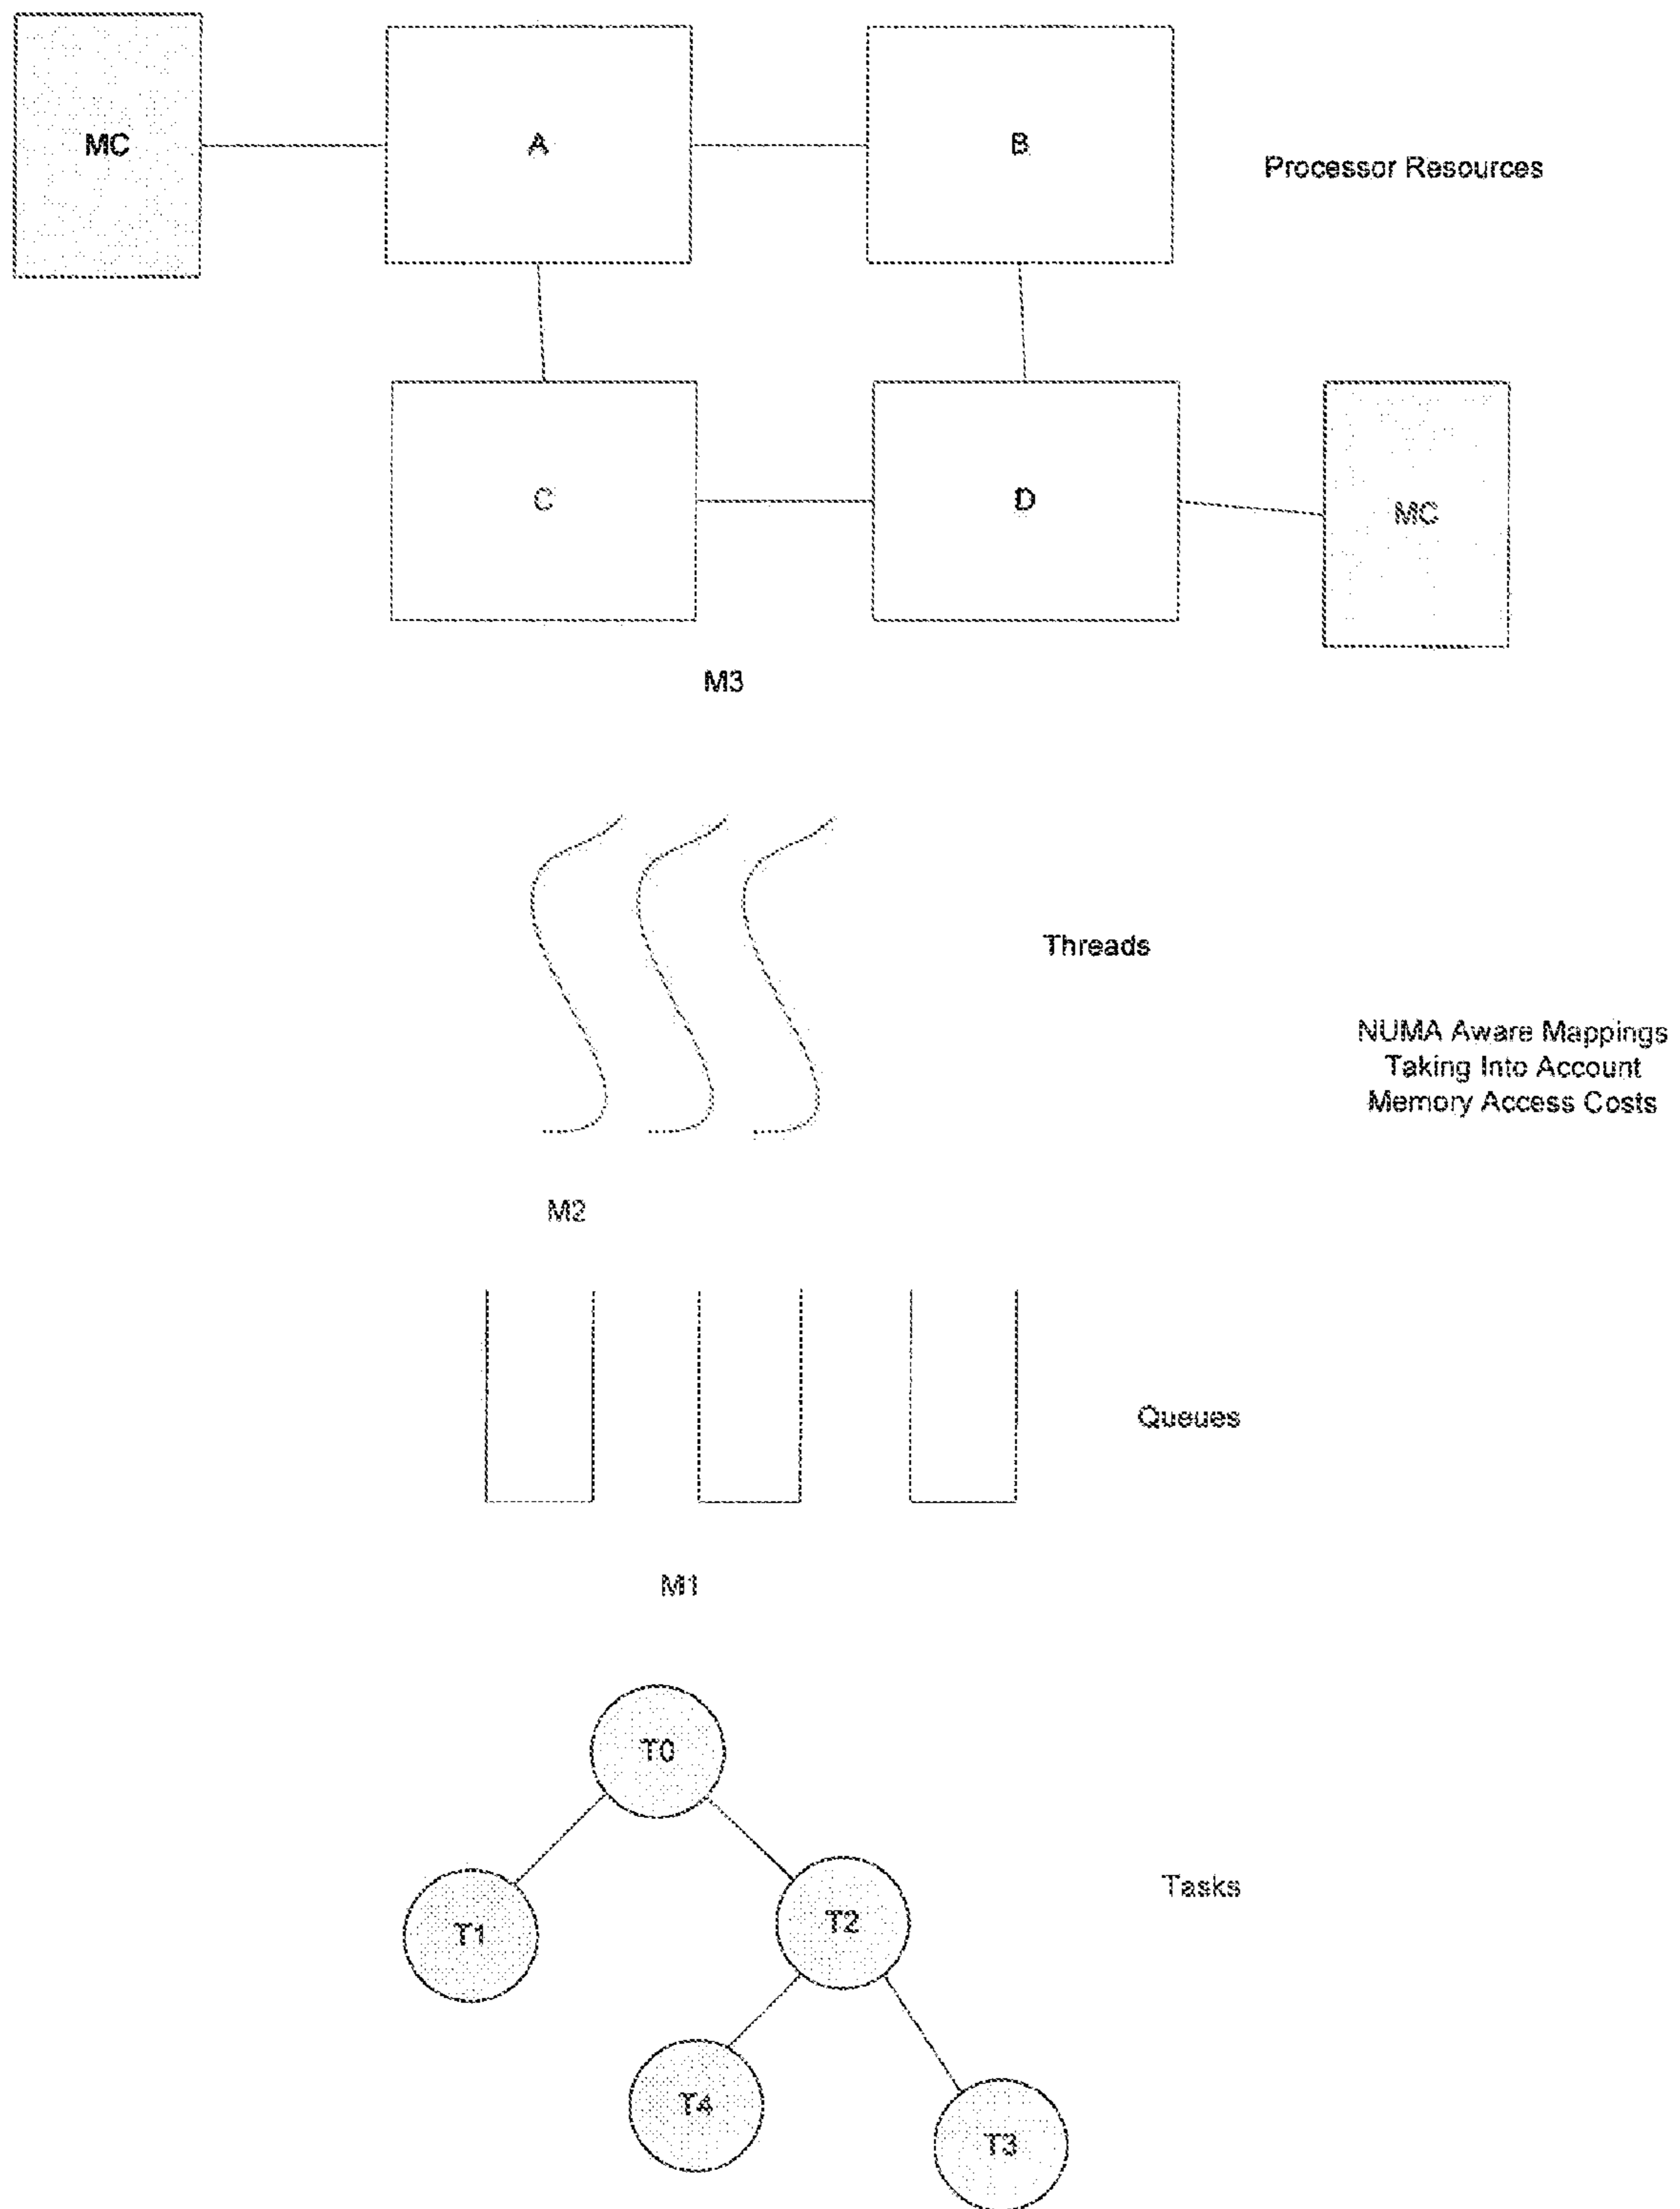 MC
A
B
Processor Resources
C
D
MC
M3
Threads
NUMA Aware Mappings
Taking Into Account
Memory Access Costs
M2
Queues
M1
T0
Tasks
T2
T1
T4
T3